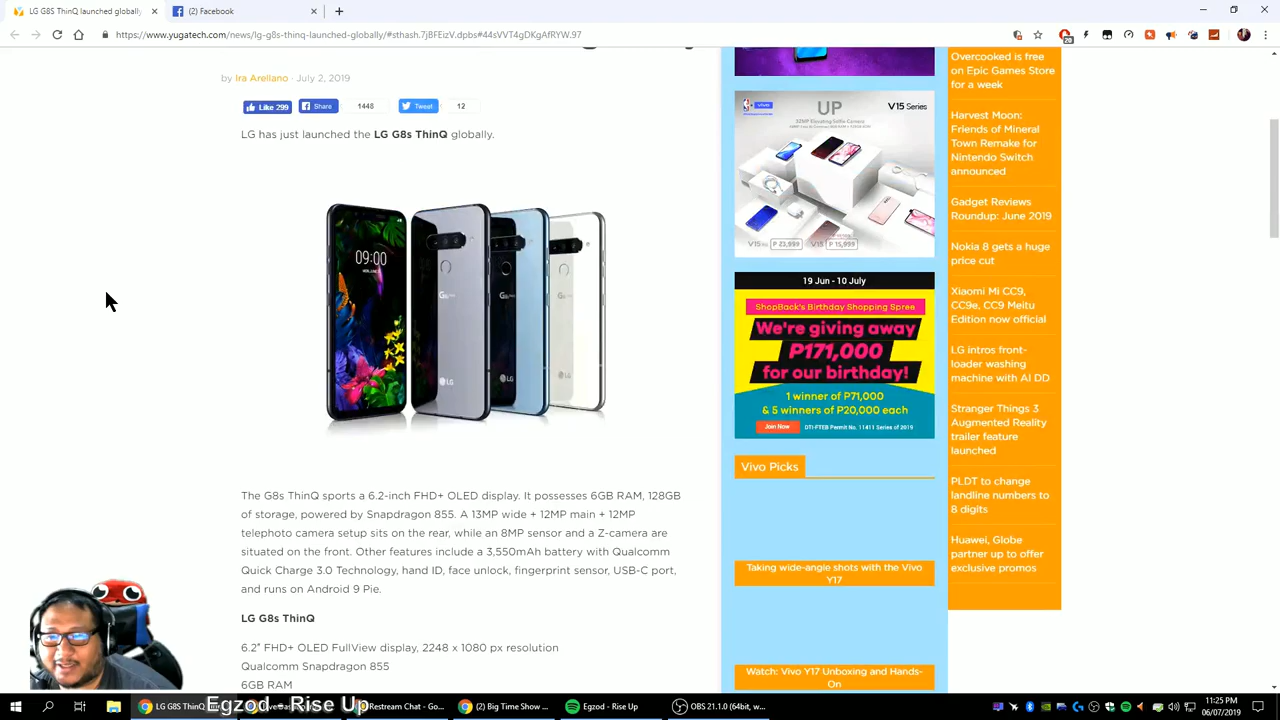 LG G8S ThinQ launched globally
(2) Facebook
https://www.yugatech.com/news/lg-g8s-thinq-launched-globally/#sthash.7jBFEizV.dpbs#44sVVT4gDKgAfRYW.97
20
by Ira Arellano · July 2, 2019
Like 299
Share
1448
Tweet
12
LG has just launched the LG G8s ThinQ globally.
09:00
LG
LG
LG
The G8s ThinQ sports a 6.2-inch FHD+ OLED display. It possesses 6GB RAM, 128GB
of storage, powered by Snapdragon 855. A 13MP wide + 12MP main + 12MP
telephoto camera setup sits on the rear, while an 8MP sensor and a Z-camera are
situated on the front. Other features include a 3,550mAh battery with Qualcomm
Quick Charge 3.0 Technology, hand ID, face unlock, fingerprint sensor, USB-C port,
and runs on Android 9 Pie.
LG G8s ThinQ
6.2″ FHD+ OLED FullView display, 2248 x 1080 px resolution
Qualcomm Snapdragon 855
6GB RAM
vivo
UP
V15 Series
32MP Elevating Selfie Camera
V15 Pro P 23,999 V15 P 15,999
19 Jun - 10 July
ShopBack's Birthday Shopping Spree
We're giving away
P171,000
for our birthday!
1 winner of P71,000
& 5 winners of P20,000 each
Join Now
DTI-FTEB Permit No. 11411 Series of 2019
Vivo Picks
Taking wide-angle shots with the Vivo
Y17
Watch: Vivo Y17 Unboxing and Hands-
On
Overcooked is free
on Epic Games Store
for a week
Harvest Moon:
Friends of Mineral
Town Remake for
Nintendo Switch
announced
Gadget Reviews
Roundup: June 2019
Nokia 8 gets a huge
price cut
Xiaomi Mi CC9,
CC9e, CC9 Meitu
Edition now official
LG intros front-
loader washing
machine with AI DD
Stranger Things 3
Augmented Reality
trailer feature
launched
PLDT to change
landline numbers to
8 digits
Huawei, Globe
partner up to offer
exclusive promos
Egzod - Rise Up
LG G8S ThinQ
Restream Chat - Go...
(2) Big Time Show ...
Egzod - Rise Up
OBS 21.1.0 (64bit, w...
11:25 PM
06/07/2019